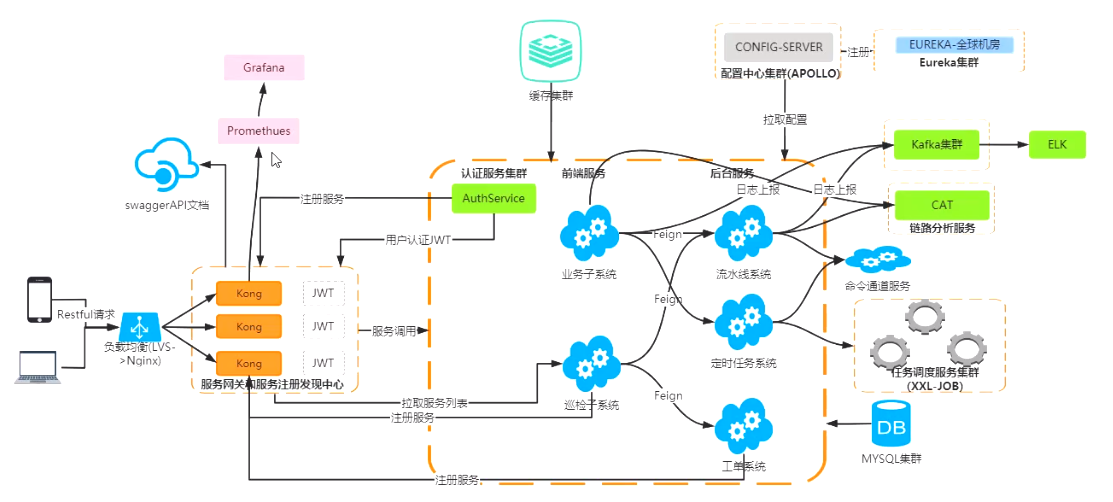 Grafana
CONFIG-SERVER
注册
EUREKA-全球机房
Eureka集群
配置中心集群(APOLLO)
缓存集群
拉取配置
Promethues
Kafka集群
ELK
swaggerAPI文档
认证服务集群
前端服务
后台服务
AuthService
注册服务
日志上报
日志上报
CAT
链路分析服务
用户认证JWT
Feign
业务子系统
流水线系统
命令通道服务
Kong
JWT
Feign
Restful请求
Kong
JWT
服务调用
负载均衡(LVS-
>Nginx)
Kong
JWT
定时任务系统
任务调度服务集群
(XXL-JOB)
服务网关和服务注册发现中心
拉取服务列表
巡检子系统
Feign
注册服务
DB
MYSQL集群
工单系统
注册服务